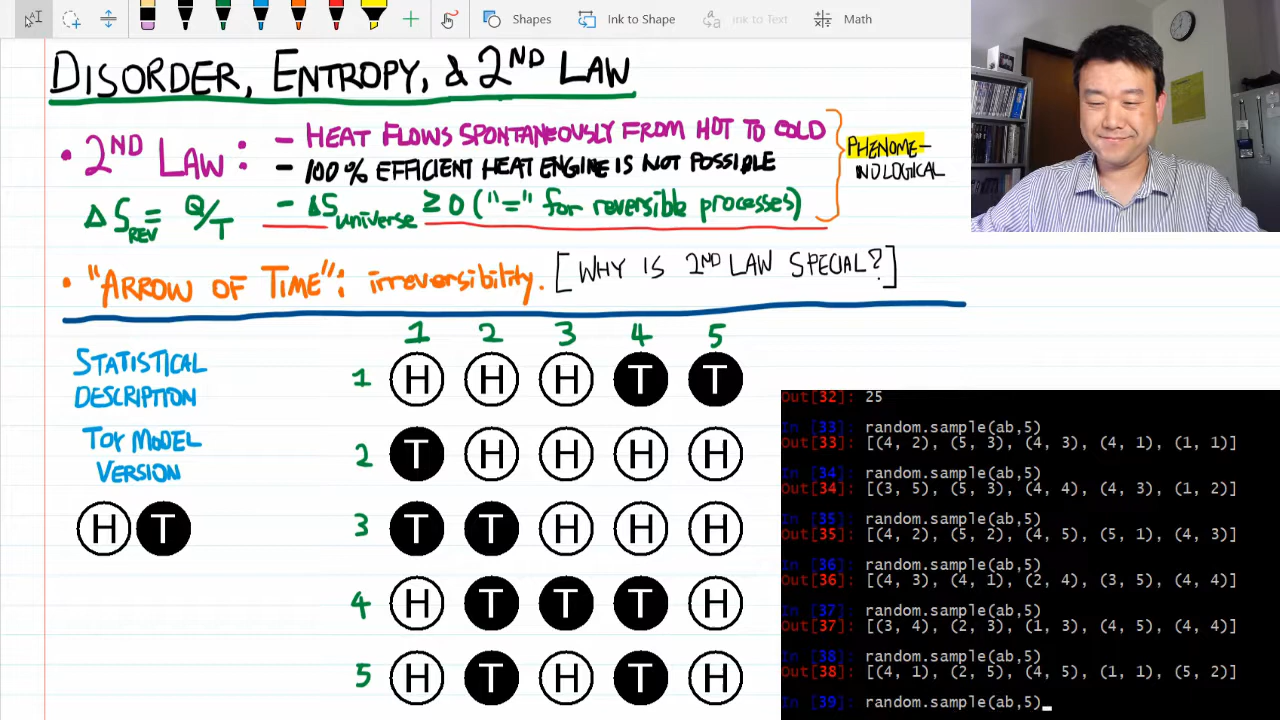 Shapes Ink to Shape Ink to Text Math
DISORDER, ENTROPY, & 2ND LAW
• 2ND LAW: - HEAT FLOWS SPONTANEOUSLY FROM HOT TO COLD
- 100% EFFICIENT HEAT ENGINE IS NOT POSSIBLE
PHENOME-
NOLOGICAL
ΔS REV = Q/T - ΔS universe ≥ 0 ("=" for reversible processes)
• "ARROW OF TIME": irreversibility. [WHY IS 2ND LAW SPECIAL?]
STATISTICAL
DESCRIPTION
TOY MODEL
VERSION
H T
1 2 3 4 5
1 H H H T T
2 T H H H H
3 T T H H H
4 H T T T H
5 H T H T H
Out[32]: 25
In [33]: random.sample(ab,5)
Out[33]: [(4, 2), (5, 3), (4, 3), (4, 1), (1, 1)]
In [34]: random.sample(ab,5)
Out[34]: [(3, 5), (5, 3), (4, 4), (4, 3), (1, 2)]
In [35]: random.sample(ab,5)
Out[35]: [(4, 2), (5, 2), (4, 5), (5, 1), (4, 3)]
In [36]: random.sample(ab,5)
Out[36]: [(4, 3), (4, 1), (2, 4), (3, 5), (4, 4)]
In [37]: random.sample(ab,5)
Out[37]: [(3, 4), (2, 3), (1, 3), (4, 5), (4, 4)]
In [38]: random.sample(ab,5)
Out[38]: [(4, 1), (2, 5), (4, 5), (1, 1), (5, 2)]
In [39]: random.sample(ab,5)